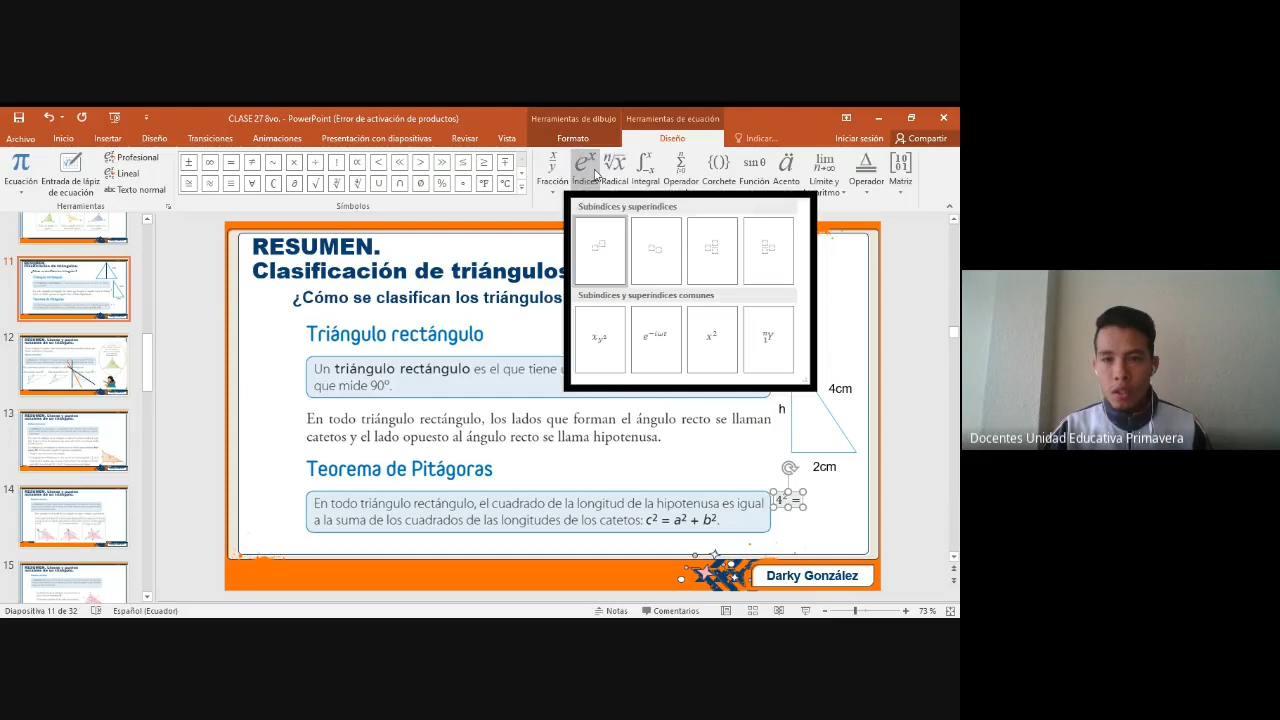 CLASE 27 8vo. - PowerPoint (Error de activación de productos)
Herramientas de dibujo
Herramientas de ecuación
Archivo Inicio Insertar Diseño Transiciones Animaciones Presentación con diapositivas Revisar Vista Formato Diseño Indicar... Iniciar sesión Compartir
Ecuación
Entrada de lápiz de ecuación
Profesional
Lineal
Texto normal
Fracción Índices Radical Integral Operador Corchete Función Acento Límite y Operador Matriz
Herramientas
Símbolos
Subíndices y superíndices
Subíndices y superíndices comunes
11
12
13
14
15
RESUMEN.
Clasificación de triángulos
¿Cómo se clasifican los triángulos
Triángulo rectángulo
Un triángulo rectángulo es el que tiene
que mide 90º.
En todo triángulo rectángulo, los lados que forman el ángulo recto se llaman
catetos y el lado opuesto al ángulo recto se llama hipotenusa.
Teorema de Pitágoras
En todo triángulo rectángulo, el cuadrado de la longitud de la hipotenusa es igual
a la suma de los cuadrados de las longitudes de los catetos: c² = a² + b².
4cm
h
2cm
4² =
Darky González
Diapositiva 11 de 32
Español (Ecuador)
Notas
Comentarios
73 %
Docentes Unidad Educativa Primavera